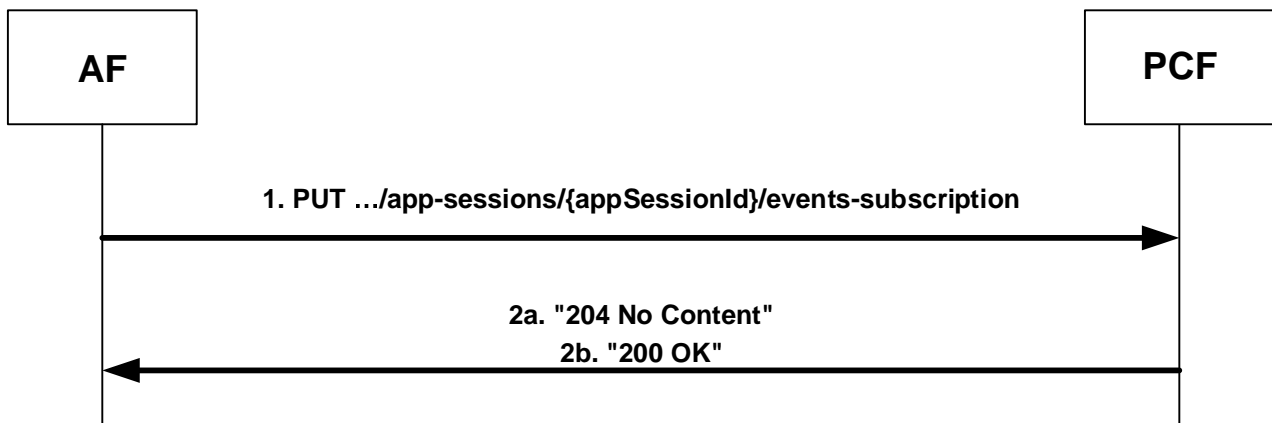 AF
PCF
1. PUT …/app-sessions/{appSessionId}/events-subscription
2a. "204 No Content"
2b. "200 OK"